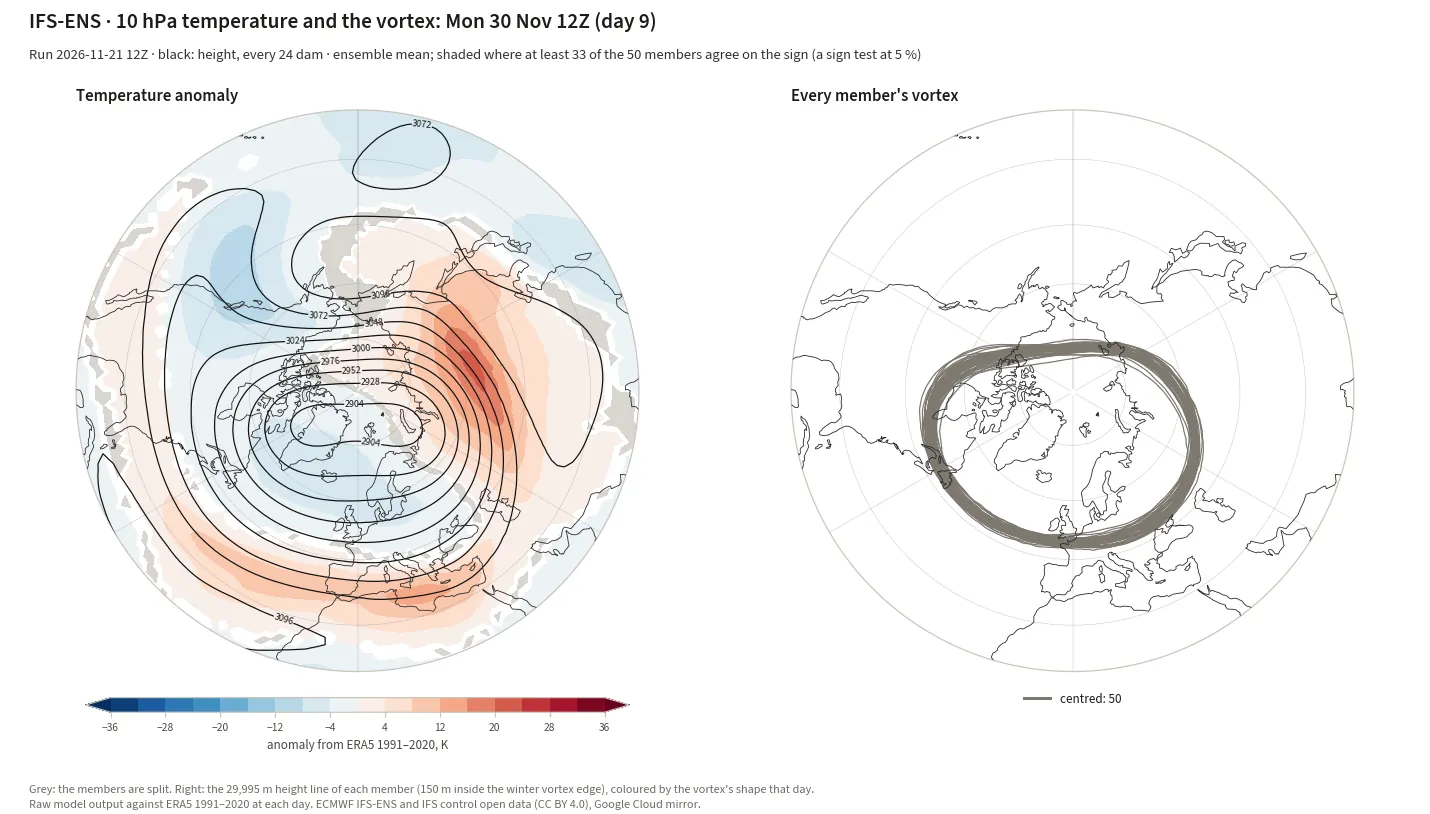 IFS-ENS · 10 hPa temperature and the vortex: Mon 30 Nov 12Z (day 9)
Run 2026-11-21 12Z · black: height, every 24 dam · ensemble mean; shaded where at least 33 of the 50 members agree on the sign (a sign test at 5 %)
Temperature anomaly
Every member's vortex
3072
3096
3072
3048
3024
3000
2976
2952
2928
2904
2904
3096
centred: 50
−36 −28 −20 −12 −4 4 12 20 28 36
anomaly from ERA5 1991–2020, K
Grey: the members are split. Right: the 29,995 m height line of each member (150 m inside the winter vortex edge), coloured by the vortex's shape that day.
Raw model output against ERA5 1991–2020 at each day. ECMWF IFS-ENS and IFS control open data (CC BY 4.0), Google Cloud mirror.